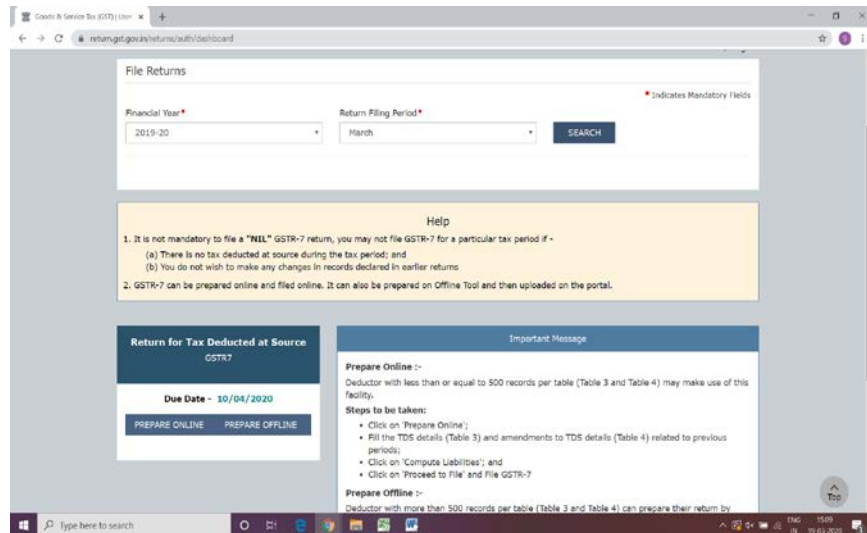 Goods & Service Tax (GST) | User
return.gst.gov.in/returns/auth/dashboard
File Returns
• Indicates Mandatory Fields
Financial Year•
Return Filing Period•
2019-20
March
SEARCH
Help
1. It is not mandatory to file a "NIL" GSTR-7 return, you may not file GSTR-7 for a particular tax period if -
(a) There is no tax deducted at source during the tax period; and
(b) You do not wish to make any changes in records declared in earlier returns
2. GSTR-7 can be prepared online and filed online. It can also be prepared on Offline Tool and then uploaded on the portal.
Return for Tax Deducted at Source
GSTR7
Due Date - 10/04/2020
PREPARE ONLINE
PREPARE OFFLINE
Important Message
Prepare Online :-
Deductor with less than or equal to 500 records per table (Table 3 and Table 4) may make use of this
facility.
Steps to be taken:
• Click on 'Prepare Online';
• Fill the TDS details (Table 3) and amendments to TDS details (Table 4) related to previous
periods;
• Click on 'Compute Liabilities'; and
• Click on 'Proceed to File' and File GSTR-7
Prepare Offline :-
Deductor with more than 500 records per table (Table 3 and Table 4) can prepare their return by
Top
Type here to search
ENG
IN
15:09
19-03-2020